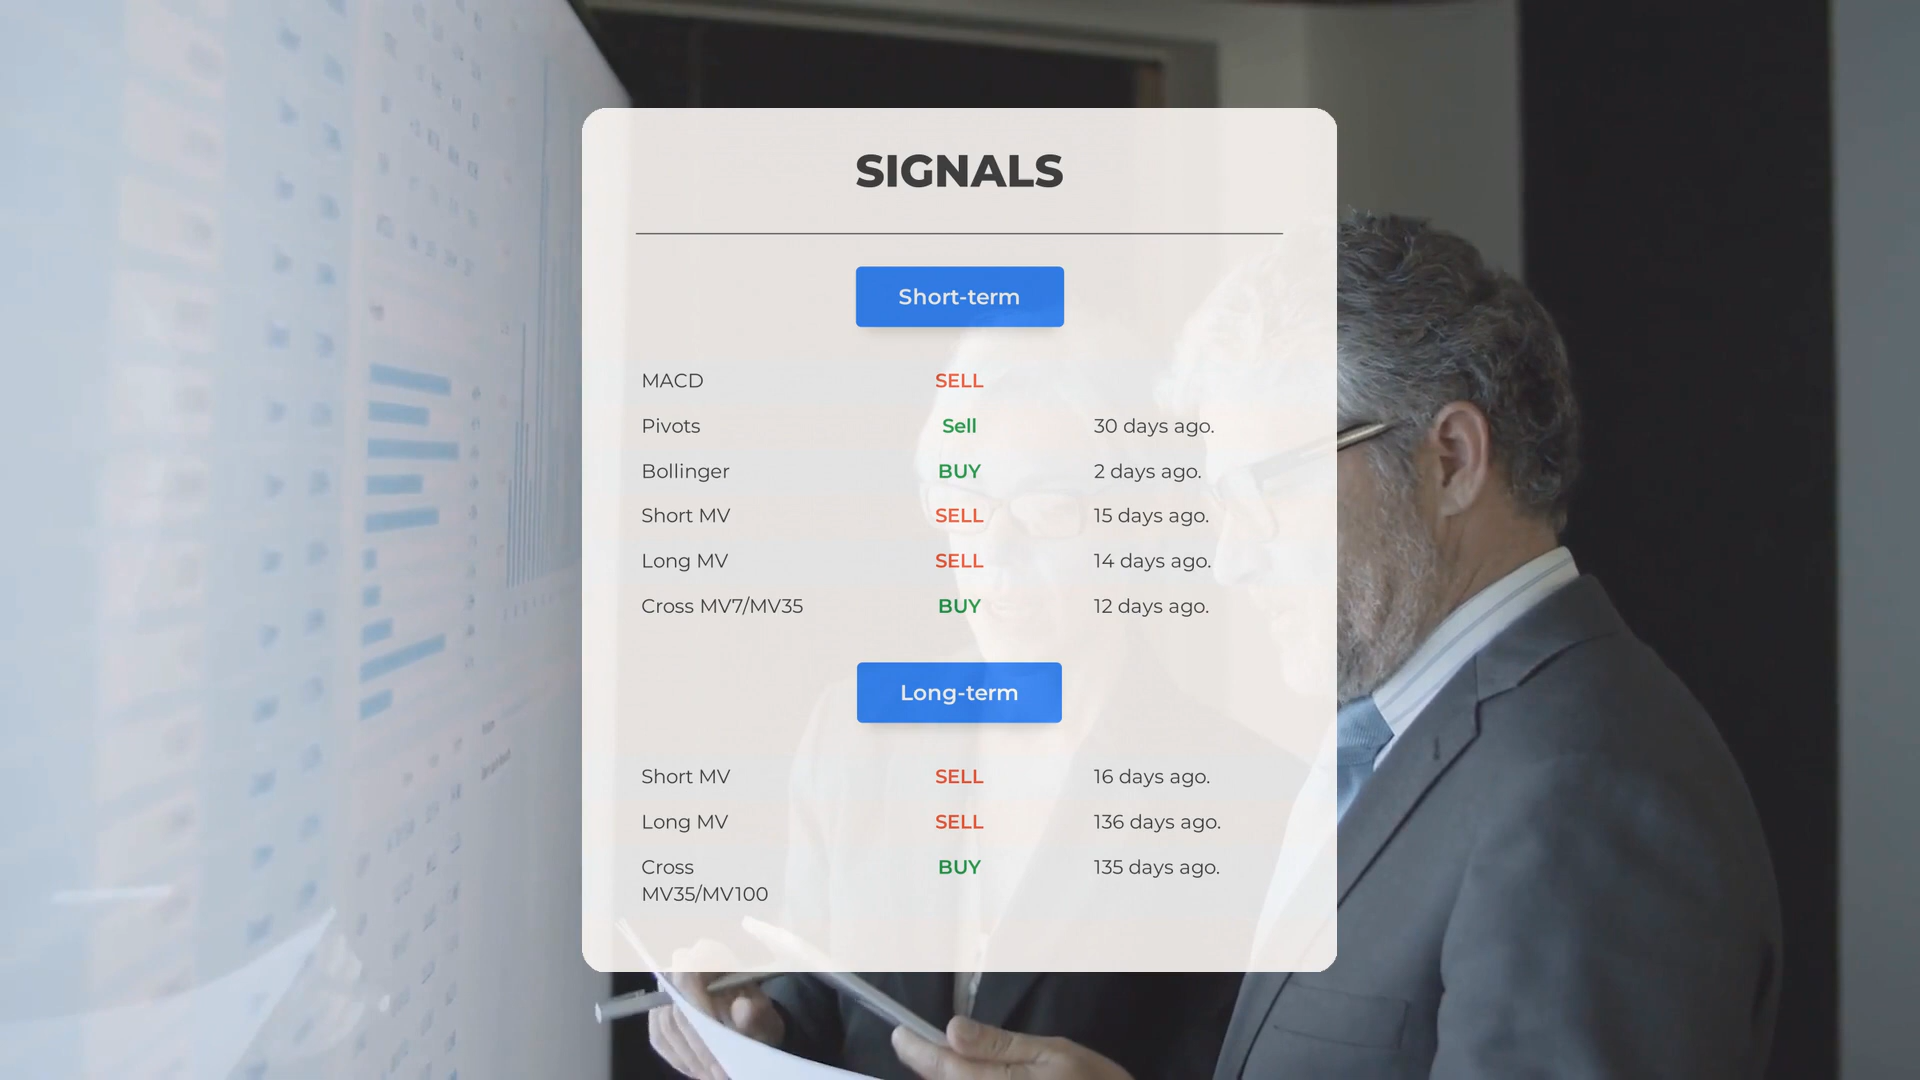 SIGNALS
Short-term
MACD SELL
Pivots Sell 30 days ago.
Bollinger BUY 2 days ago.
Short MV SELL 15 days ago.
Long MV SELL 14 days ago.
Cross MV7/MV35 BUY 12 days ago.
Long-term
Short MV SELL 16 days ago.
Long MV SELL 136 days ago.
Cross BUY 135 days ago.
MV35/MV100